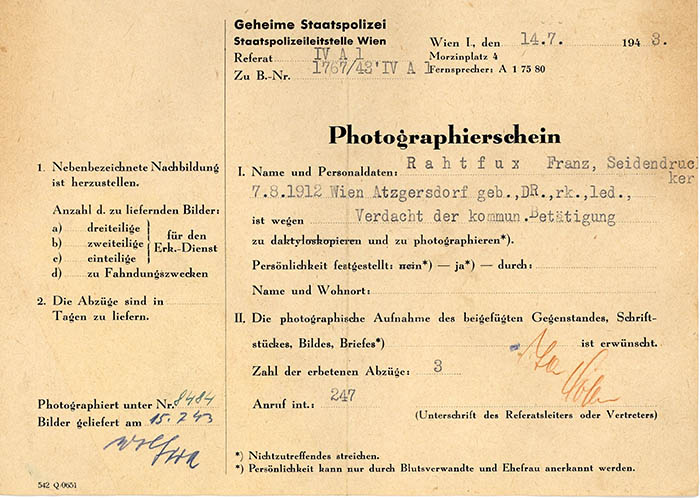 Geheime Staatspolizei
Staatspolizeileitstelle Wien
Referat IV A 1
Zu B.-Nr. 1767/43'IV A 1
Wien I., den 14.7. 1943.
Morzinplatz 4
Fernsprecher: A 1 75 80
Photographierschein
1. Nebenbezeichnete Nachbildung
ist herzustellen.
Anzahl d. zu liefernden Bilder:
a) dreiteilige
b) zweiteilige
c) einteilige
für den
Erk.-Dienst
d) zu Fahndungszwecken
2. Die Abzüge sind in
Tagen zu liefern.
Photographiert unter Nr. 8484
Bilder geliefert am 15.7.43
I. Name und Personaldaten: Rahtfux Franz, Seidendruc
ker
7.8.1912 Wien Atzgersdorf geb.,DR.,rk.,led.,
ist wegen Verdacht der kommun.Betätigung
zu daktyloskopieren und zu photographieren*).
Persönlichkeit festgestellt: nein*) — ja*) — durch:
Name und Wohnort:
II. Die photographische Aufnahme des beigefügten Gegenstandes, Schrift-
stückes, Bildes, Briefes*) ist erwünscht.
Zahl der erbetenen Abzüge: 3
Anruf int.: 247
(Unterschrift des Referatsleiters oder Vertreters)
*) Nichtzutreffendes streichen.
*) Persönlichkeit kann nur durch Blutsverwandte und Ehefrau anerkannt werden.
542 Q/0651